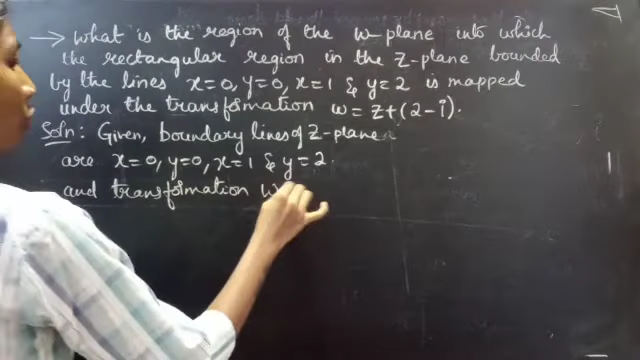 → What is the region of the w-plane into which
the rectangular region in the Z-plane bounded
by the lines x=0, y=0, x=1 & y=2 is mapped
under the transformation w = z+(2-i).
Soln: Given, boundary lines of Z-plane
are x=0, y=0, x=1 & y=2.
and transformation w